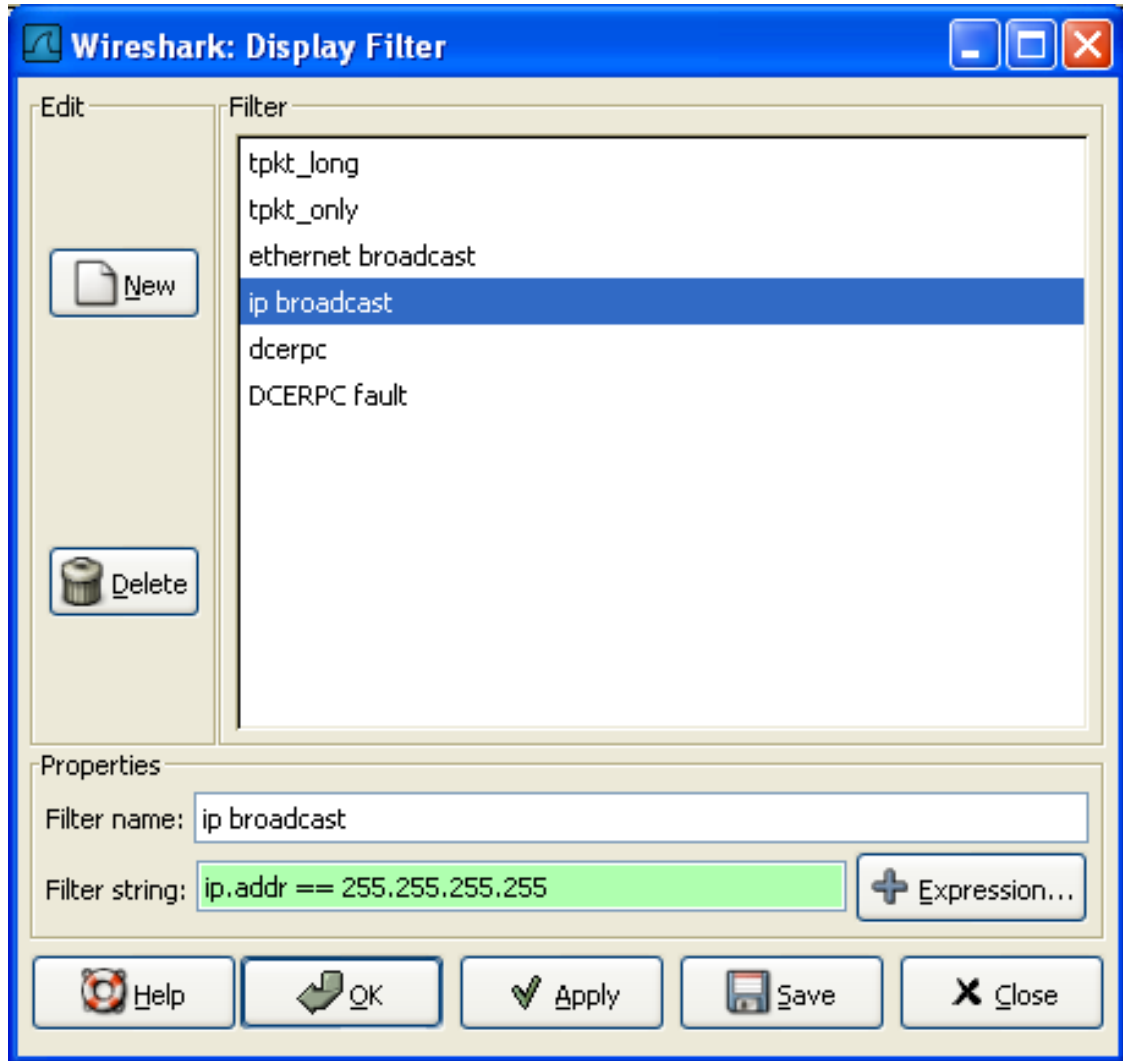 Wireshark: Display Filter
Edit
Filter
tpkt_long
tpkt_only
ethernet broadcast
ip broadcast
dcerpc
DCERPC fault
New
Delete
Properties
Filter name: ip broadcast
Filter string: ip.addr == 255.255.255.255 Expression...
Help OK Apply Save Close